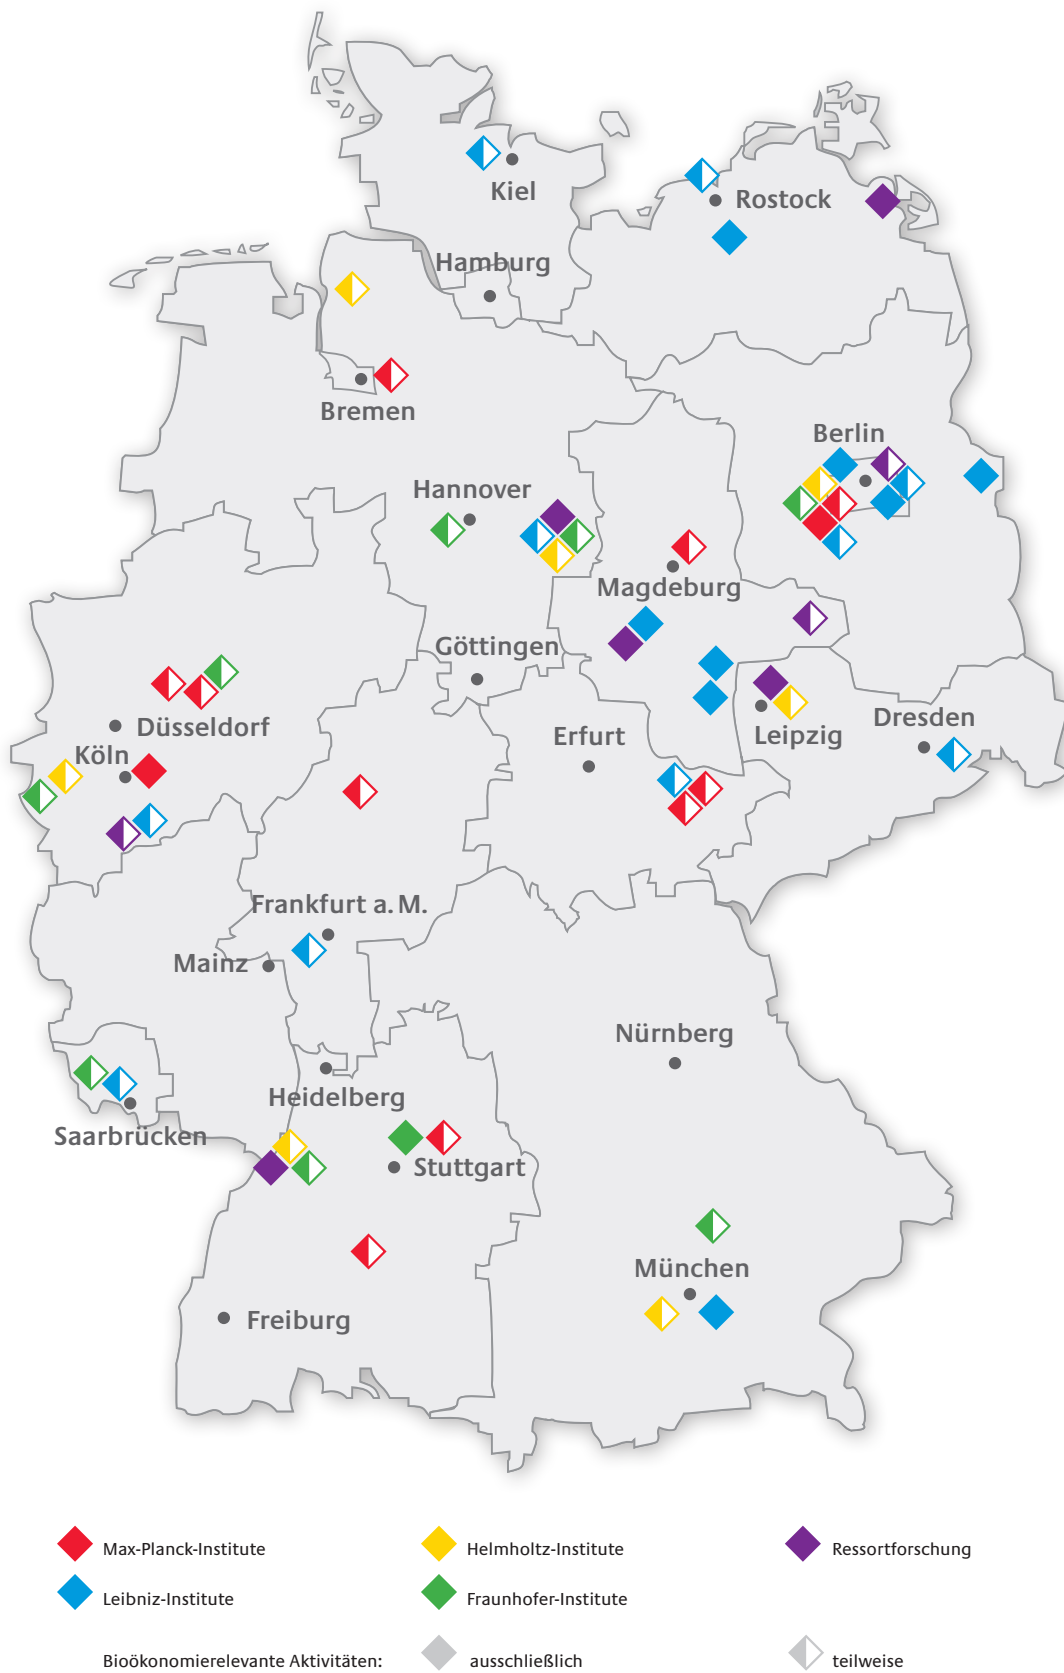 Kiel
Rostock
Hamburg
Bremen
Berlin
Hannover
Magdeburg
Göttingen
Düsseldorf
Köln
Erfurt
Leipzig
Dresden
Frankfurt a. M.
Mainz
Nürnberg
Heidelberg
Saarbrücken
Stuttgart
München
Freiburg
Max-Planck-Institute
Helmholtz-Institute
Ressortforschung
Leibniz-Institute
Fraunhofer-Institute
Bioökonomierelevante Aktivitäten:
ausschließlich
teilweise